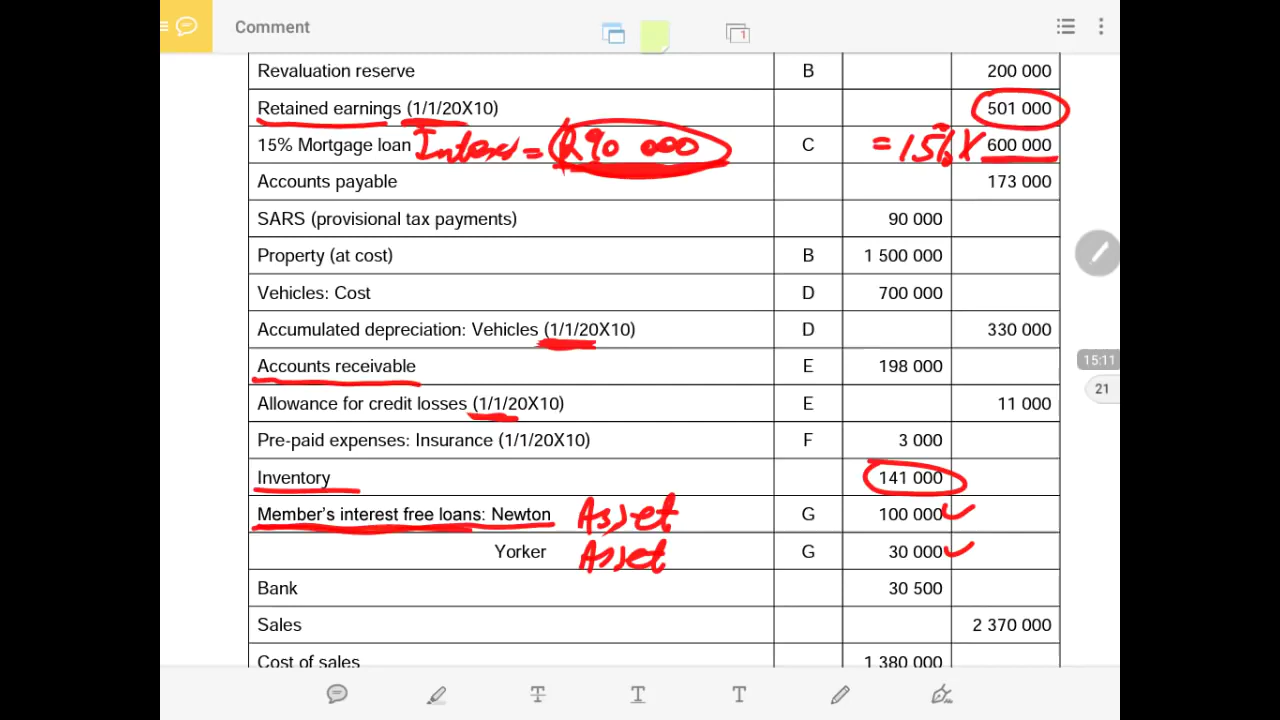 Comment
1
Revaluation reserve B 200 000
Retained earnings (1/1/20X10) 501 000
15% Mortgage loan Interest = R90 000 C = 15% X 600 000
Accounts payable 173 000
SARS (provisional tax payments) 90 000
Property (at cost) B 1 500 000
Vehicles: Cost D 700 000
Accumulated depreciation: Vehicles (1/1/20X10) D 330 000
15:11
Accounts receivable E 198 000
21
Allowance for credit losses (1/1/20X10) E 11 000
Pre-paid expenses: Insurance (1/1/20X10) F 3 000
Inventory 141 000
Member's interest free loans: Newton Asset G 100 000
Yorker Asset G 30 000
Bank 30 500
Sales 2 370 000
Cost of sales 1 380 000
T T T